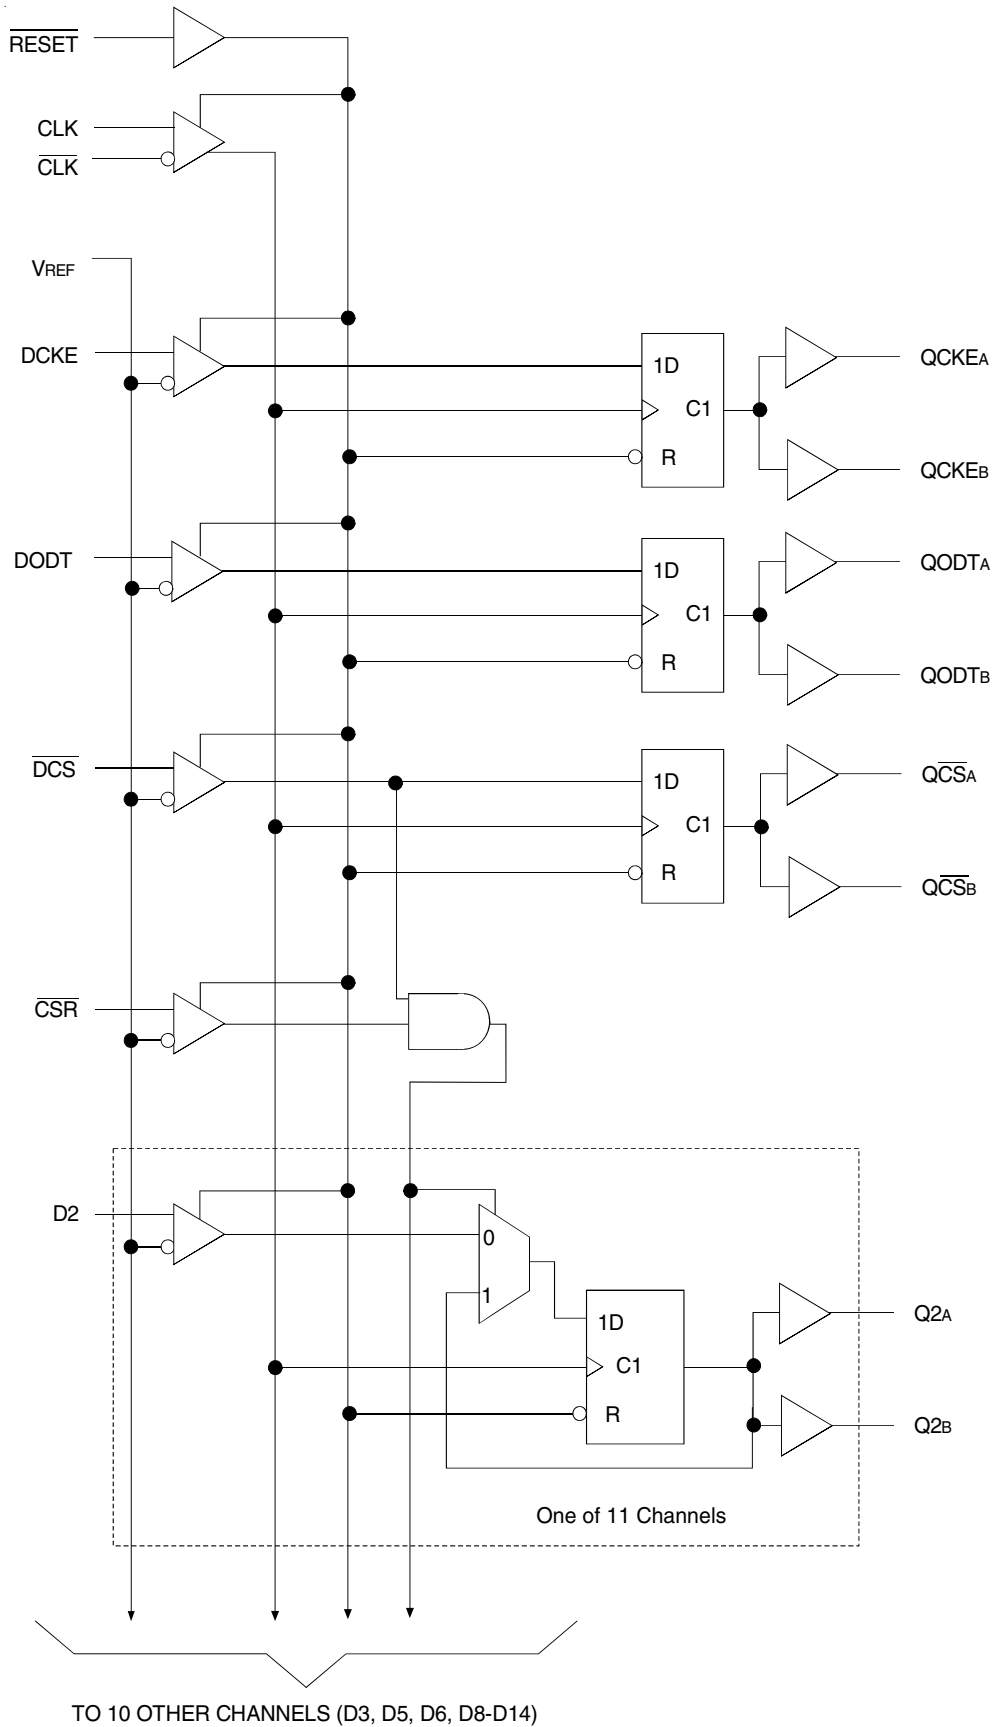 RESET
CLK
CLK
VREF
DCKE
1D
C1
R
QCKEA
QCKEB
DODT
1D
C1
R
QODTA
QODTB
DCS
1D
C1
R
QCSA
QCSB
CSR
D2
0
1
1D
C1
R
Q2A
Q2B
One of 11 Channels
TO 10 OTHER CHANNELS (D3, D5, D6, D8-D14)